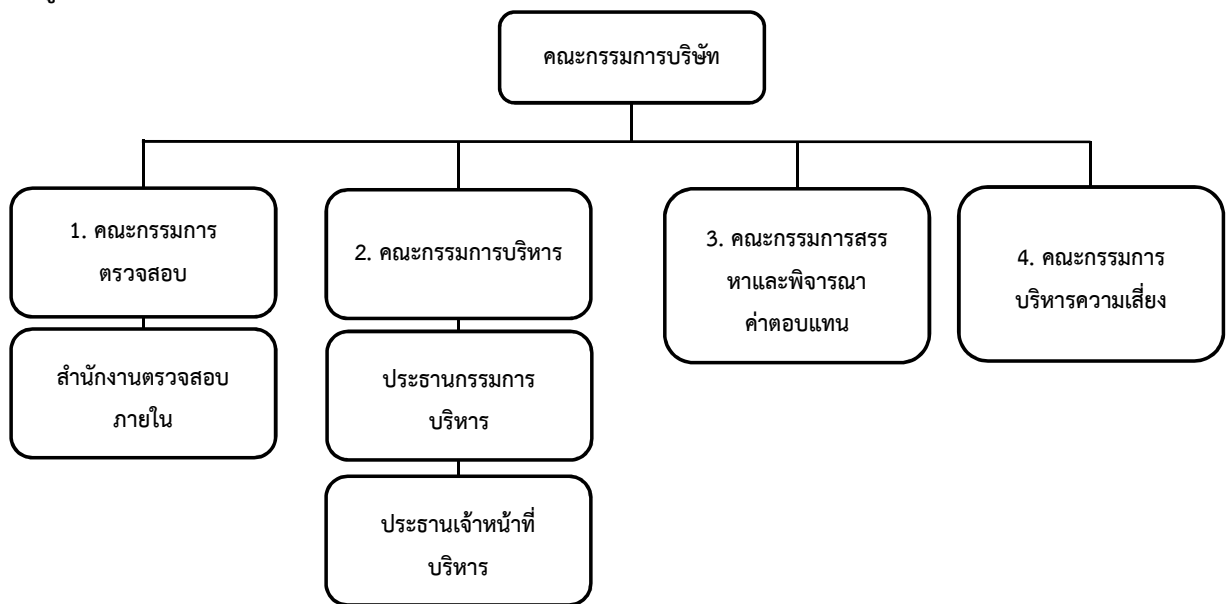 คณะกรรมการบริษัท
1. คณะกรรมการ
ตรวจสอบ
2. คณะกรรมการบริหาร
3. คณะกรรมการสรร
หาและพิจารณา
ค่าตอบแทน
4. คณะกรรมการ
บริหารความเสี่ยง
สำนักงานตรวจสอบ
ภายใน
ประธานกรรมการ
บริหาร
ประธานเจ้าหน้าที่
บริหาร